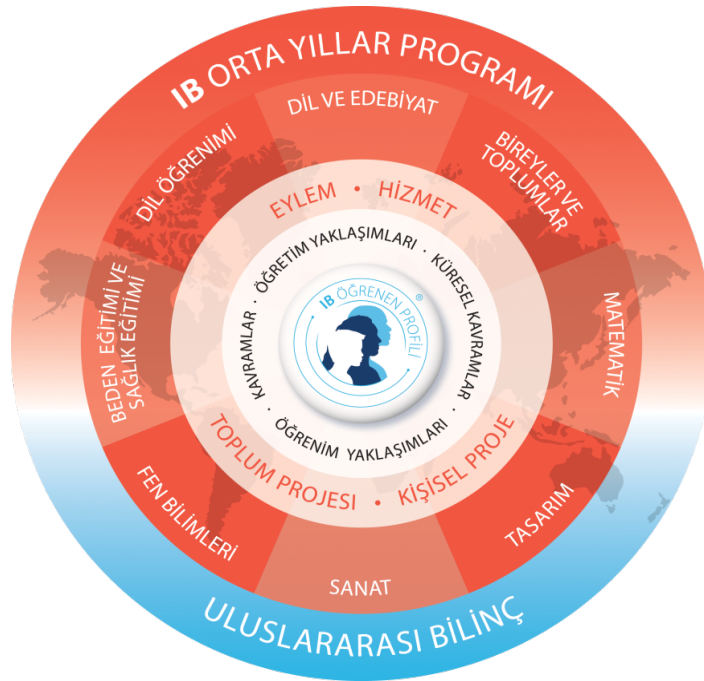 IB ORTA YILLAR PROGRAMI
DİL VE EDEBİYAT
BİREYLER VE
TOPLUMLAR
MATEMATİK
TASARIM
SANAT
FEN BİLİMLERİ
BEDEN EĞİTİMİ VE
SAĞLIK EĞİTİMİ
DİL ÖĞRENİMİ
EYLEM • HİZMET
TOPLUM PROJESI • KİŞİSEL PROJE
ÖĞRETİM YAKLAŞIMLARI · KÜRESEL KAVRAMLAR ·
ÖĞRENIM YAKLAŞIMLARI · KAVRAMLAR ·
IB ÖĞRENEN PROFİLİ ®
ULUSLARARASI BİLİNÇ